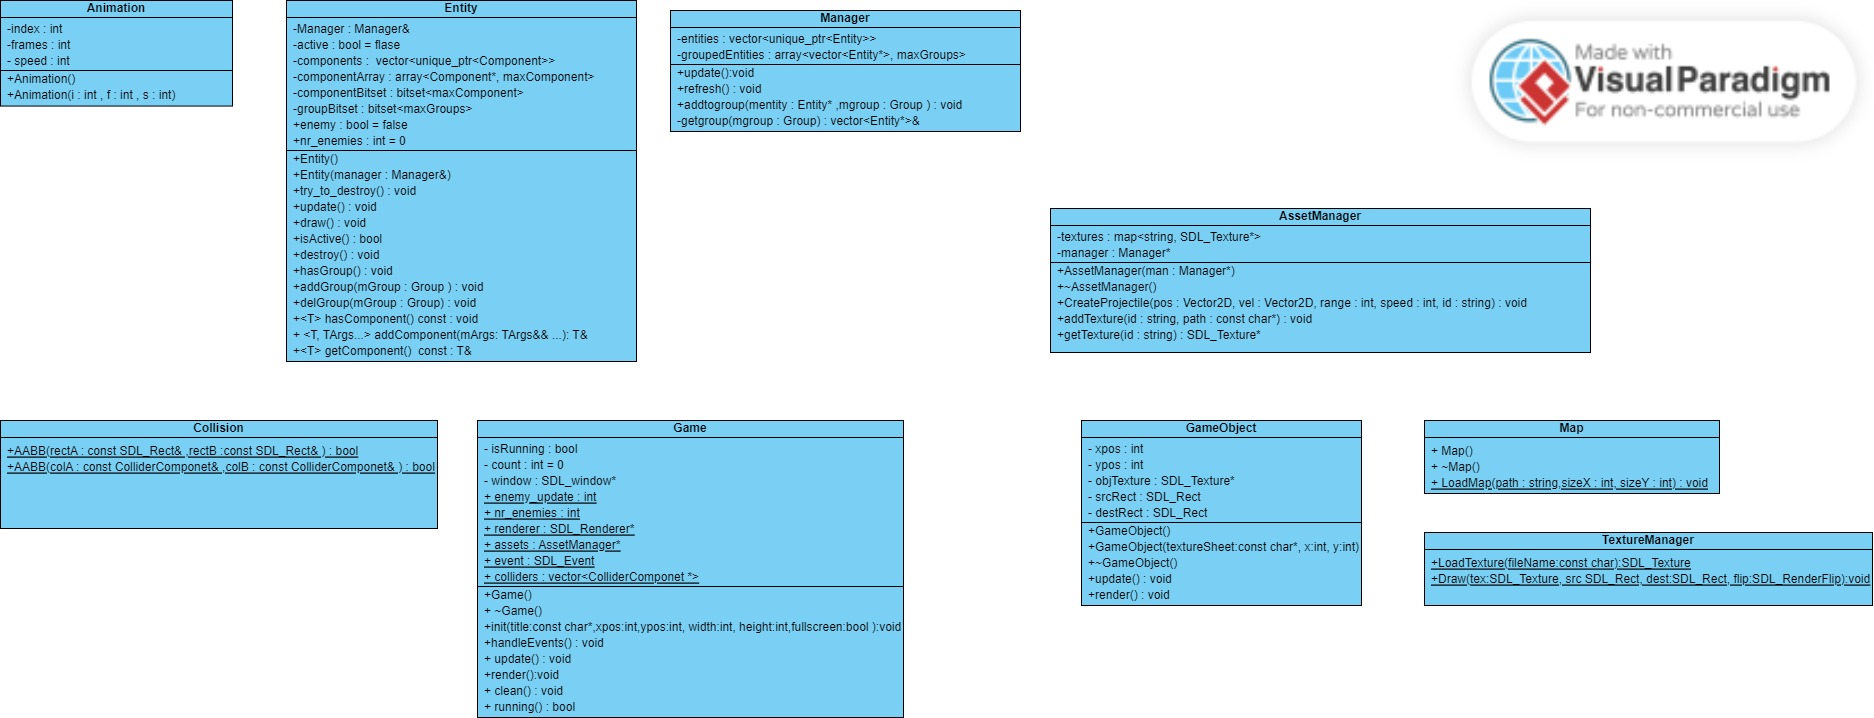 Animation
-index : int
-frames : int
- speed : int
+Animation()
+Animation(i : int , f : int , s : int)
Entity
-Manager : Manager&
-active : bool = flase
-components :  vector<unique_ptr<Component>>
-componentArray : array<Component*, maxComponent>
-componentBitset : bitset<maxComponent>
-groupBitset : bitset<maxGroups>
+enemy : bool = false
+nr_enemies : int = 0
+Entity()
+Entity(manager : Manager&)
+try_to_destroy() : void
+update() : void
+draw() : void
+isActive() : bool
+destroy() : void
+hasGroup() : void
+addGroup(mGroup : Group ) : void
+delGroup(mGroup : Group) : void
+<T> hasComponent() const : void
+ <T, TArgs...> addComponent(mArgs: TArgs&& ...): T&
+<T> getComponent()  const : T&
Manager
-entities : vector<unique_ptr<Entity>>
-groupedEntities : array<vector<Entity*>, maxGroups>
+update():void
+refresh() : void
+addtogroup(mentity : Entity* ,mgroup : Group ) : void
-getgroup(mgroup : Group) : vector<Entity*>&
Made with
Visual Paradigm
For non-commercial use
AssetManager
-textures : map<string, SDL_Texture*>
-manager : Manager*
+AssetManager(man : Manager*)
+~AssetManager()
+CreateProjectile(pos : Vector2D, vel : Vector2D, range : int, speed : int, id : string) : void
+addTexture(id : string, path : const char*) : void
+getTexture(id : string) : SDL_Texture*
Collision
+AABB(rectA : const SDL_Rect& ,rectB :const SDL_Rect& ) : bool
+AABB(colA : const ColliderComponet& ,colB : const ColliderComponet& ) : bool
Game
- isRunning : bool
- count : int = 0
- window : SDL_window*
+ enemy_update : int
+ nr_enemies : int
+ renderer : SDL_Renderer*
+ assets : AssetManager*
+ event : SDL_Event
+ colliders : vector<ColliderComponet *>
+Game()
+ ~Game()
+init(title:const char*,xpos:int,ypos:int, width:int, height:int,fullscreen:bool ):void
+handleEvents() : void
+ update() : void
+render():void
+ clean() : void
+ running() : bool
GameObject
- xpos : int
- ypos : int
- objTexture : SDL_Texture*
- srcRect : SDL_Rect
- destRect : SDL_Rect
+GameObject()
+GameObject(textureSheet:const char*, x:int, y:int)
+~GameObject()
+update() : void
+render() : void
Map
+ Map()
+ ~Map()
+ LoadMap(path : string,sizeX : int, sizeY : int) : void
TextureManager
+LoadTexture(fileName:const char):SDL_Texture
+Draw(tex:SDL_Texture, src SDL_Rect, dest:SDL_Rect, flip:SDL_RenderFlip):void